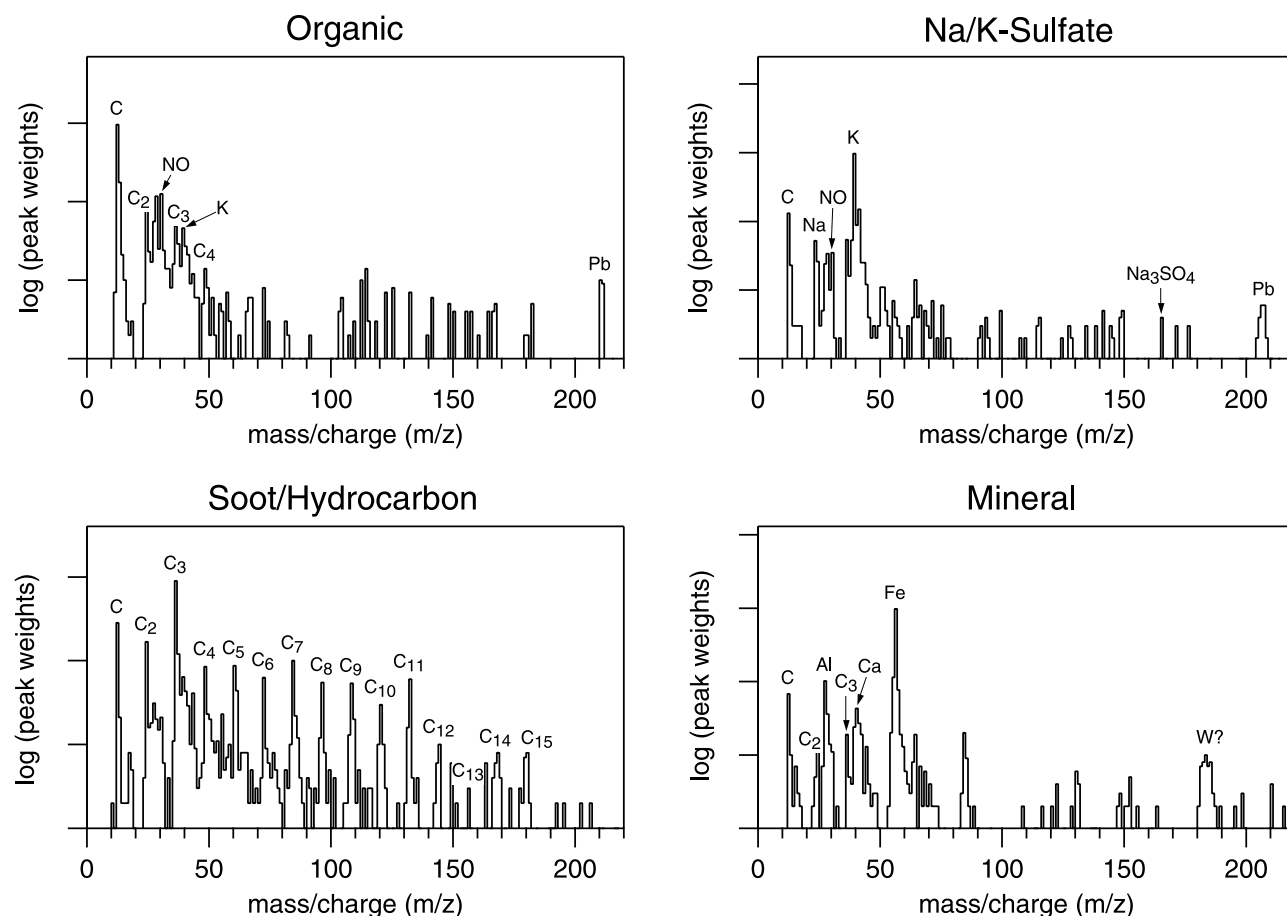 Organic
log (peak weights)
C
C2
NO
C3
K
C4
Pb
0 50 100 150 200
mass/charge (m/z)
Na/K-Sulfate
log (peak weights)
C
Na
NO
K
Na3SO4
Pb
0 50 100 150 200
mass/charge (m/z)
Soot/Hydrocarbon
log (peak weights)
C
C2
C3
C4
C5
C6
C7
C8
C9
C10
C11
C12
C13
C14
C15
0 50 100 150 200
mass/charge (m/z)
Mineral
log (peak weights)
C
C2
Al
C3
Ca
Fe
W?
0 50 100 150 200
mass/charge (m/z)